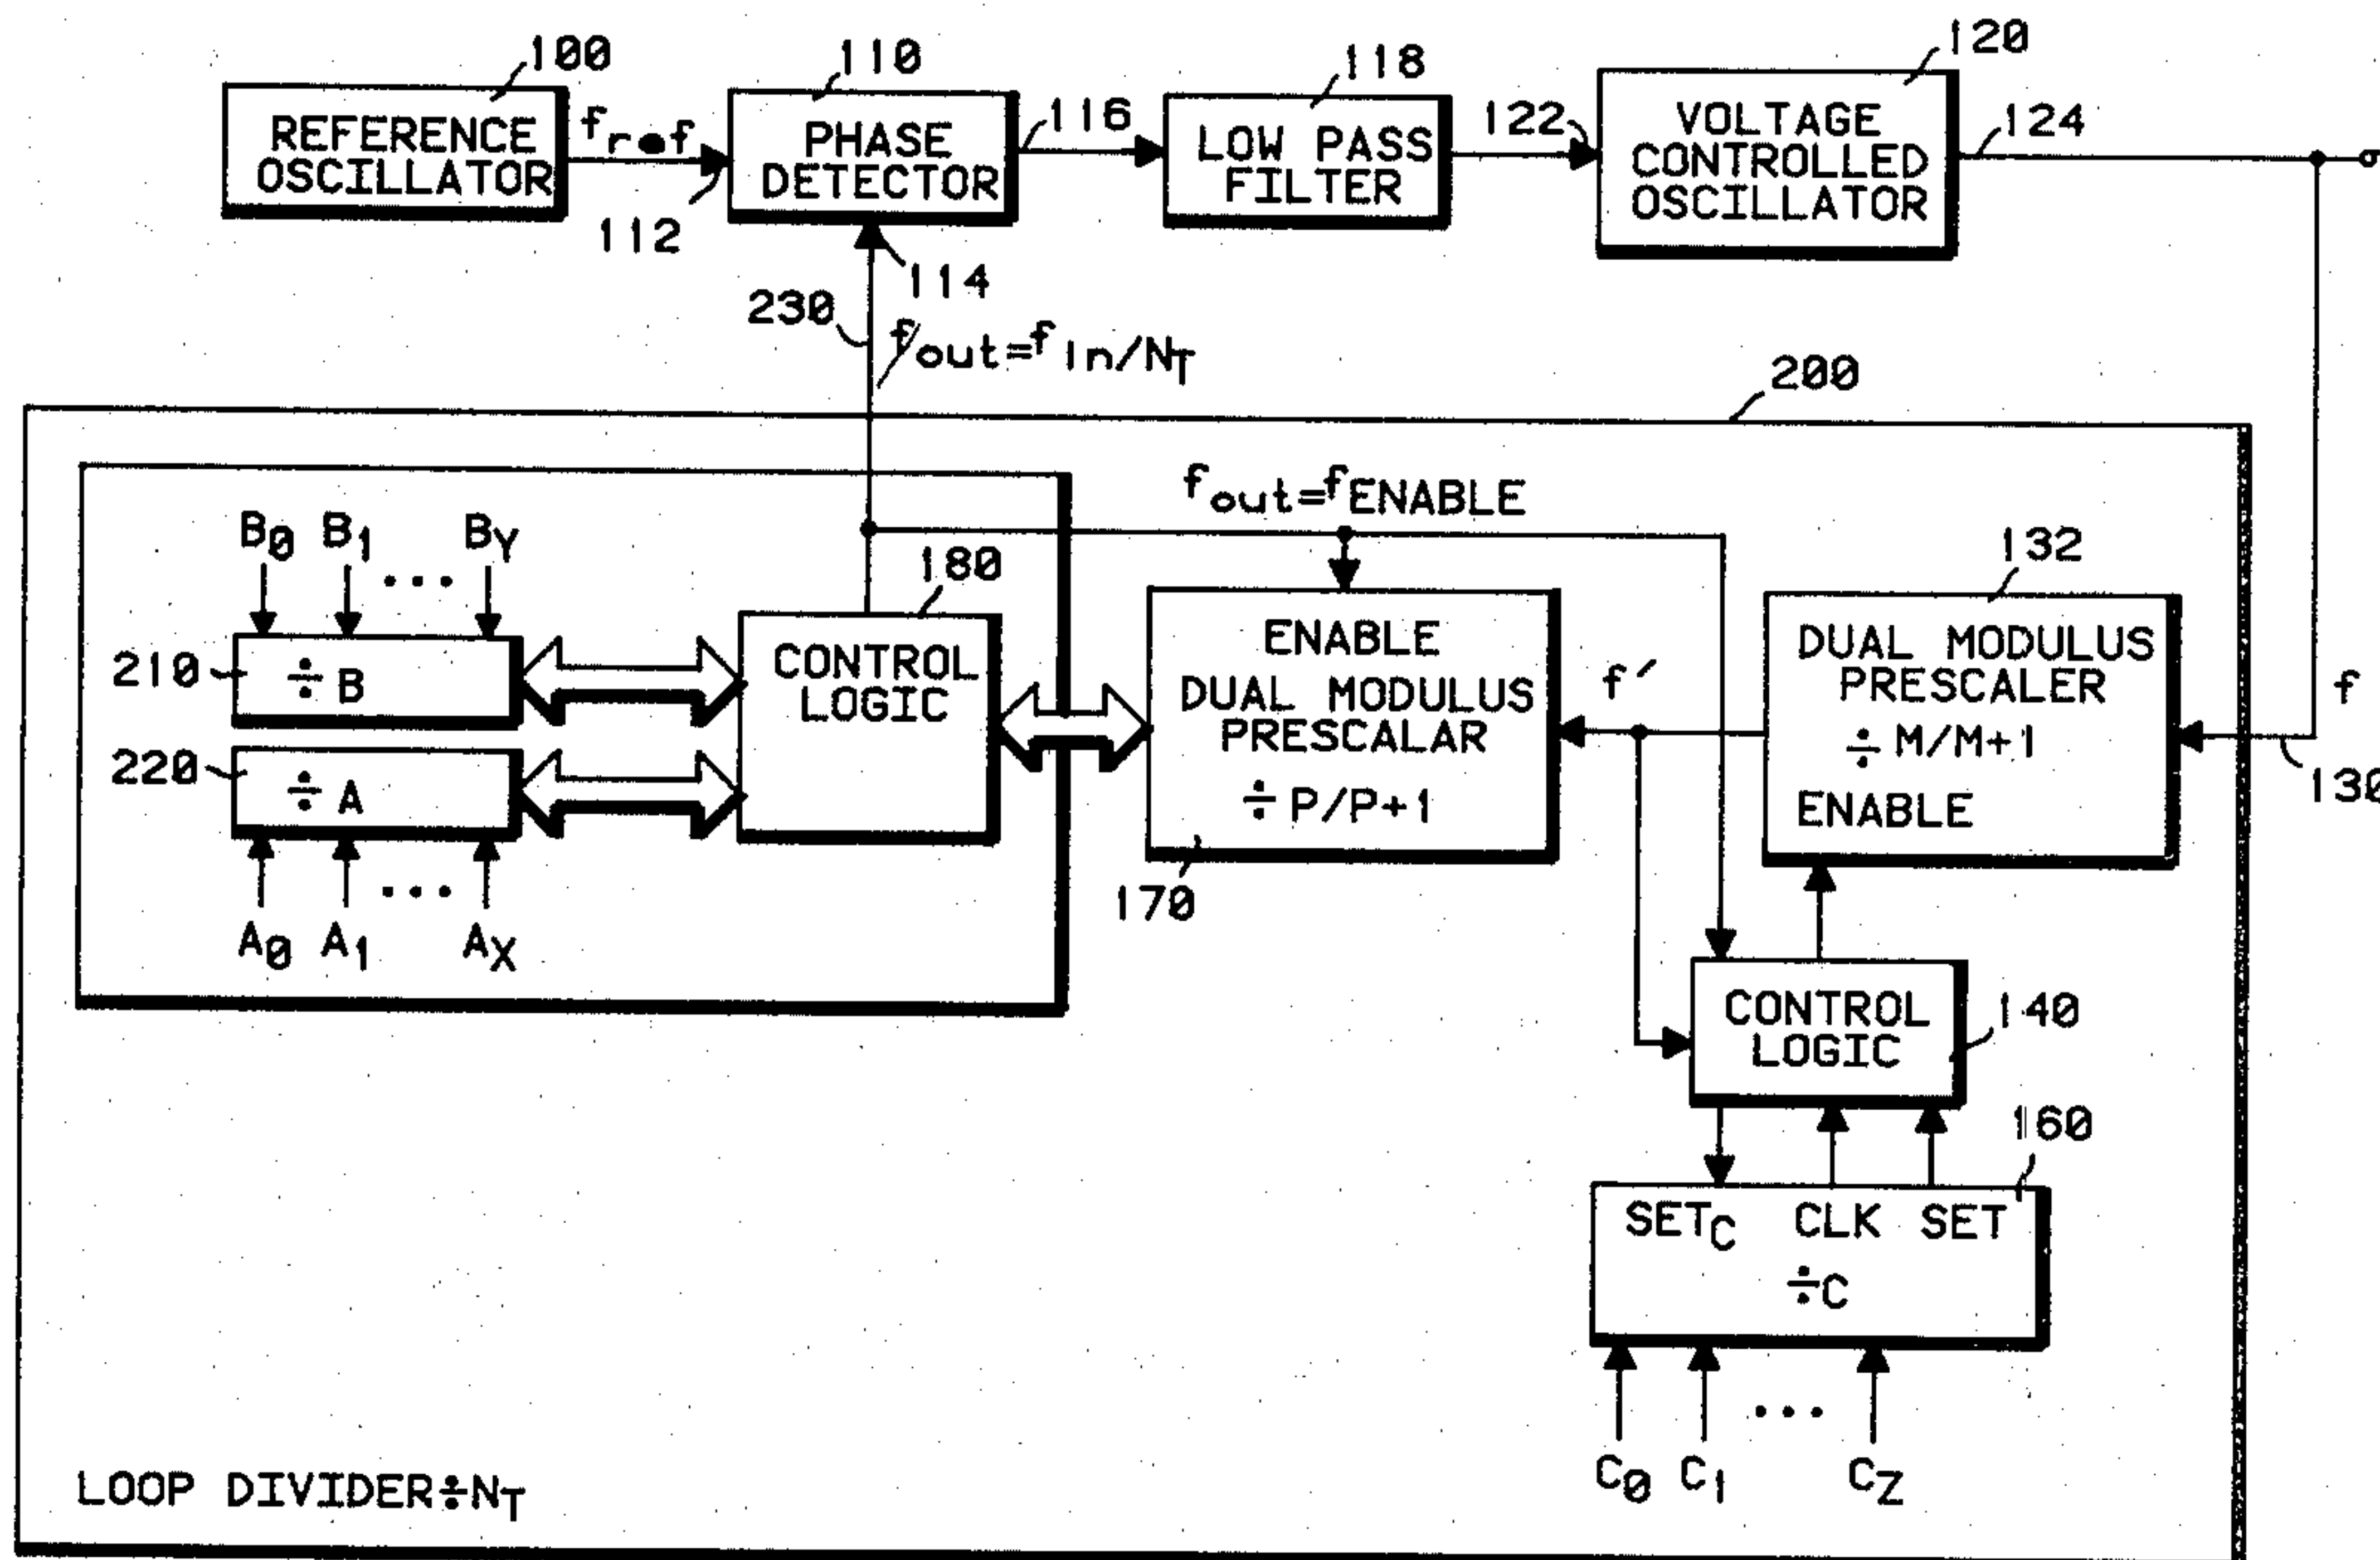 100
110
118
120
REFERENCE
OSCILLATOR
fref
112
PHASE
DETECTOR
116
LOW PASS
FILTER
122
VOLTAGE
CONTROLLED
OSCILLATOR
124
114
230
fout=fin/NT
200
fout=fENABLE
B0 B1 ... BY
180
132
210
÷B
CONTROL
LOGIC
220
÷A
A0 A1 ... AX
ENABLE
DUAL MODULUS
PRESCALAR
÷P/P+1
170
f′
DUAL MODULUS
PRESCALER
÷M/M+1
ENABLE
f
130
CONTROL
LOGIC
140
160
SETC CLK SET
÷C
C0 C1 ... CZ
LOOP DIVIDER÷NT